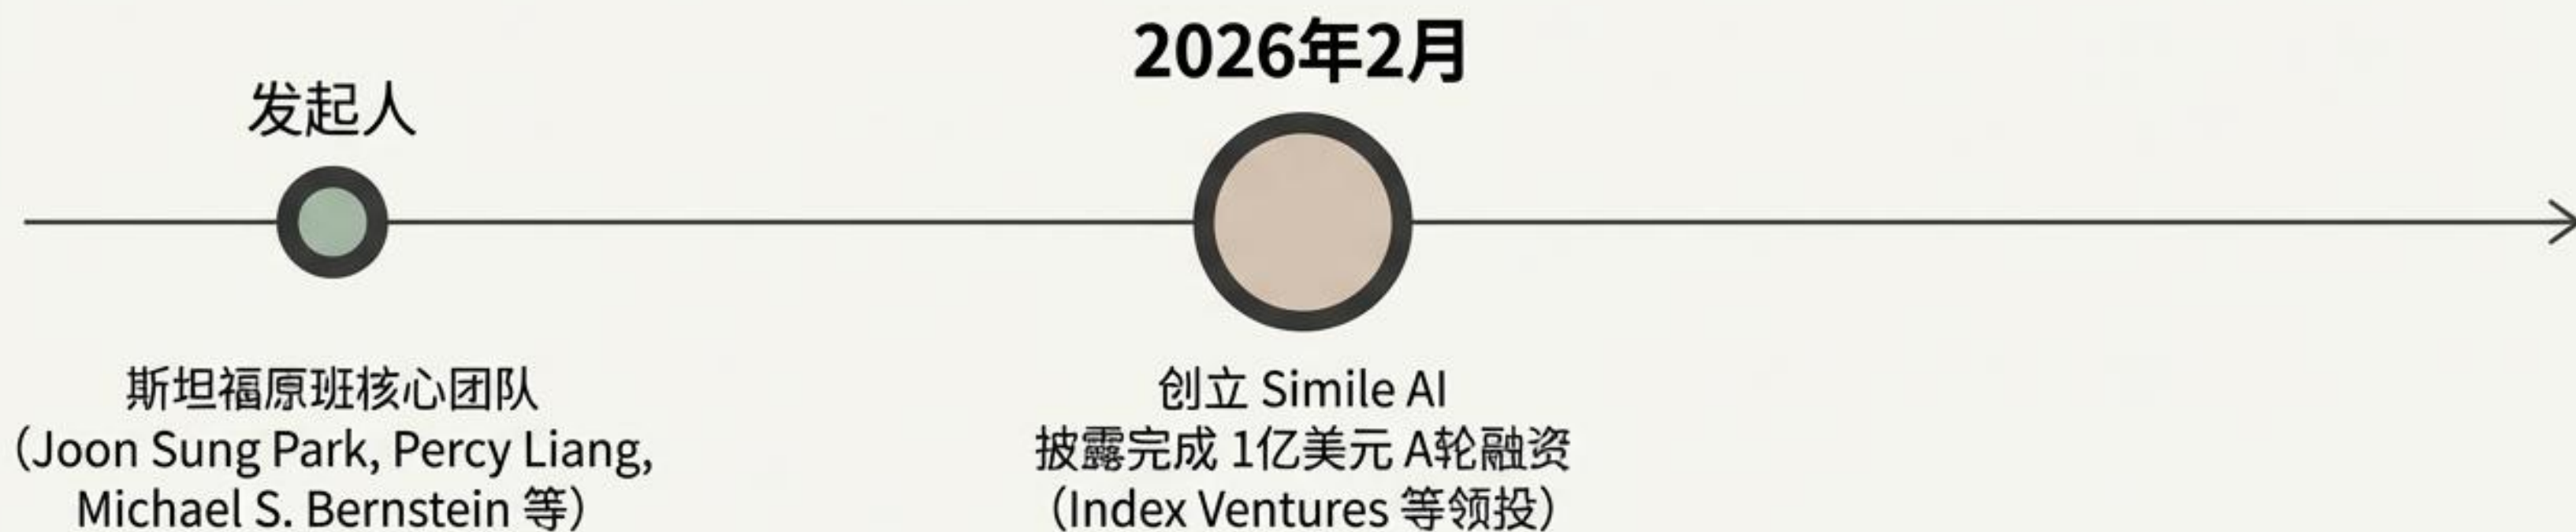 发起人
斯坦福原班核心团队
（Joon Sung Park, Percy Liang,
Michael S. Bernstein 等）
2026年2月
创立 Simile AI
披露完成 1亿美元 A轮融资
（Index Ventures 等领投）